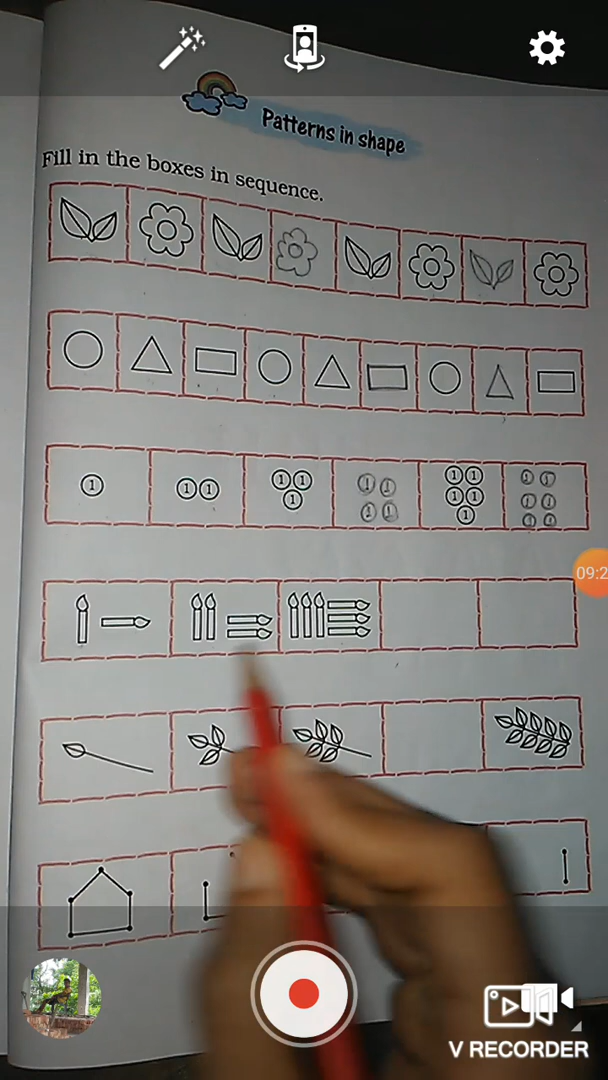 Patterns in shape
Fill in the boxes in sequence.
1 1 1 1 1 1 1 1 1 1 1 1 1 1 1 1 1 1 1 1 1
09:2
V RECORDER